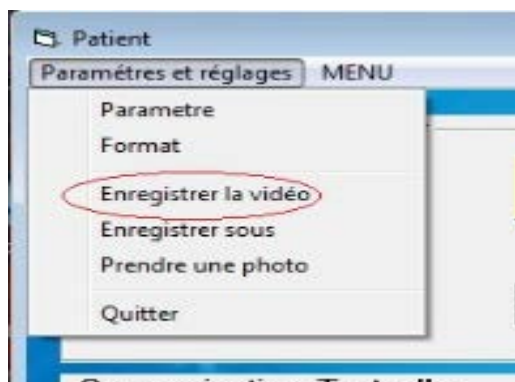 Patient
Paramétres et réglages MENU
Parametre
Format
Enregistrer la vidéo
Enregistrer sous
Prendre une photo
Quitter